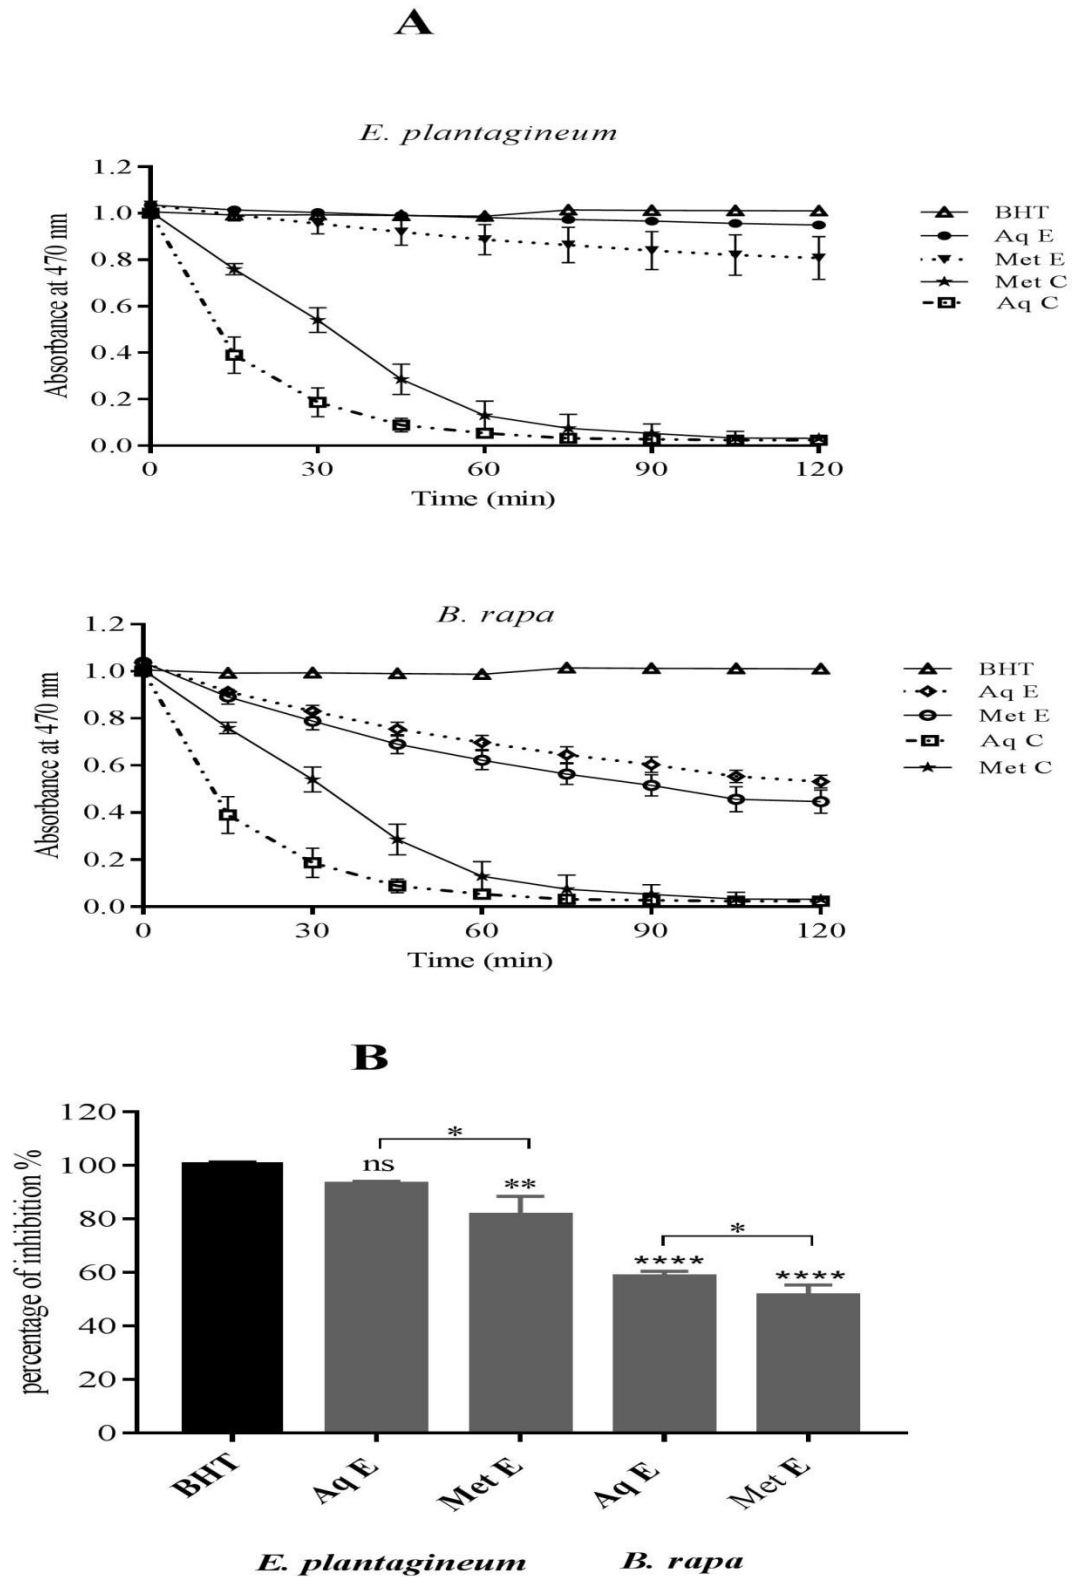 A
E. plantagineum
Absorbance at 470 nm
1.2
1.0
0.8
0.6
0.4
0.2
0.0
0 30 60 90 120
Time (min)
BHT
Aq E
Met E
Met C
Aq C
B. rapa
Absorbance at 470 nm
1.2
1.0
0.8
0.6
0.4
0.2
0.0
0 30 60 90 120
Time (min)
BHT
Aq E
Met E
Aq C
Met C
B
percentage of inhibition %
120
100
80
60
40
20
0
*
ns
**
*
****
****
BHT Aq E Met E Aq E Met E
E. plantagineum B. rapa